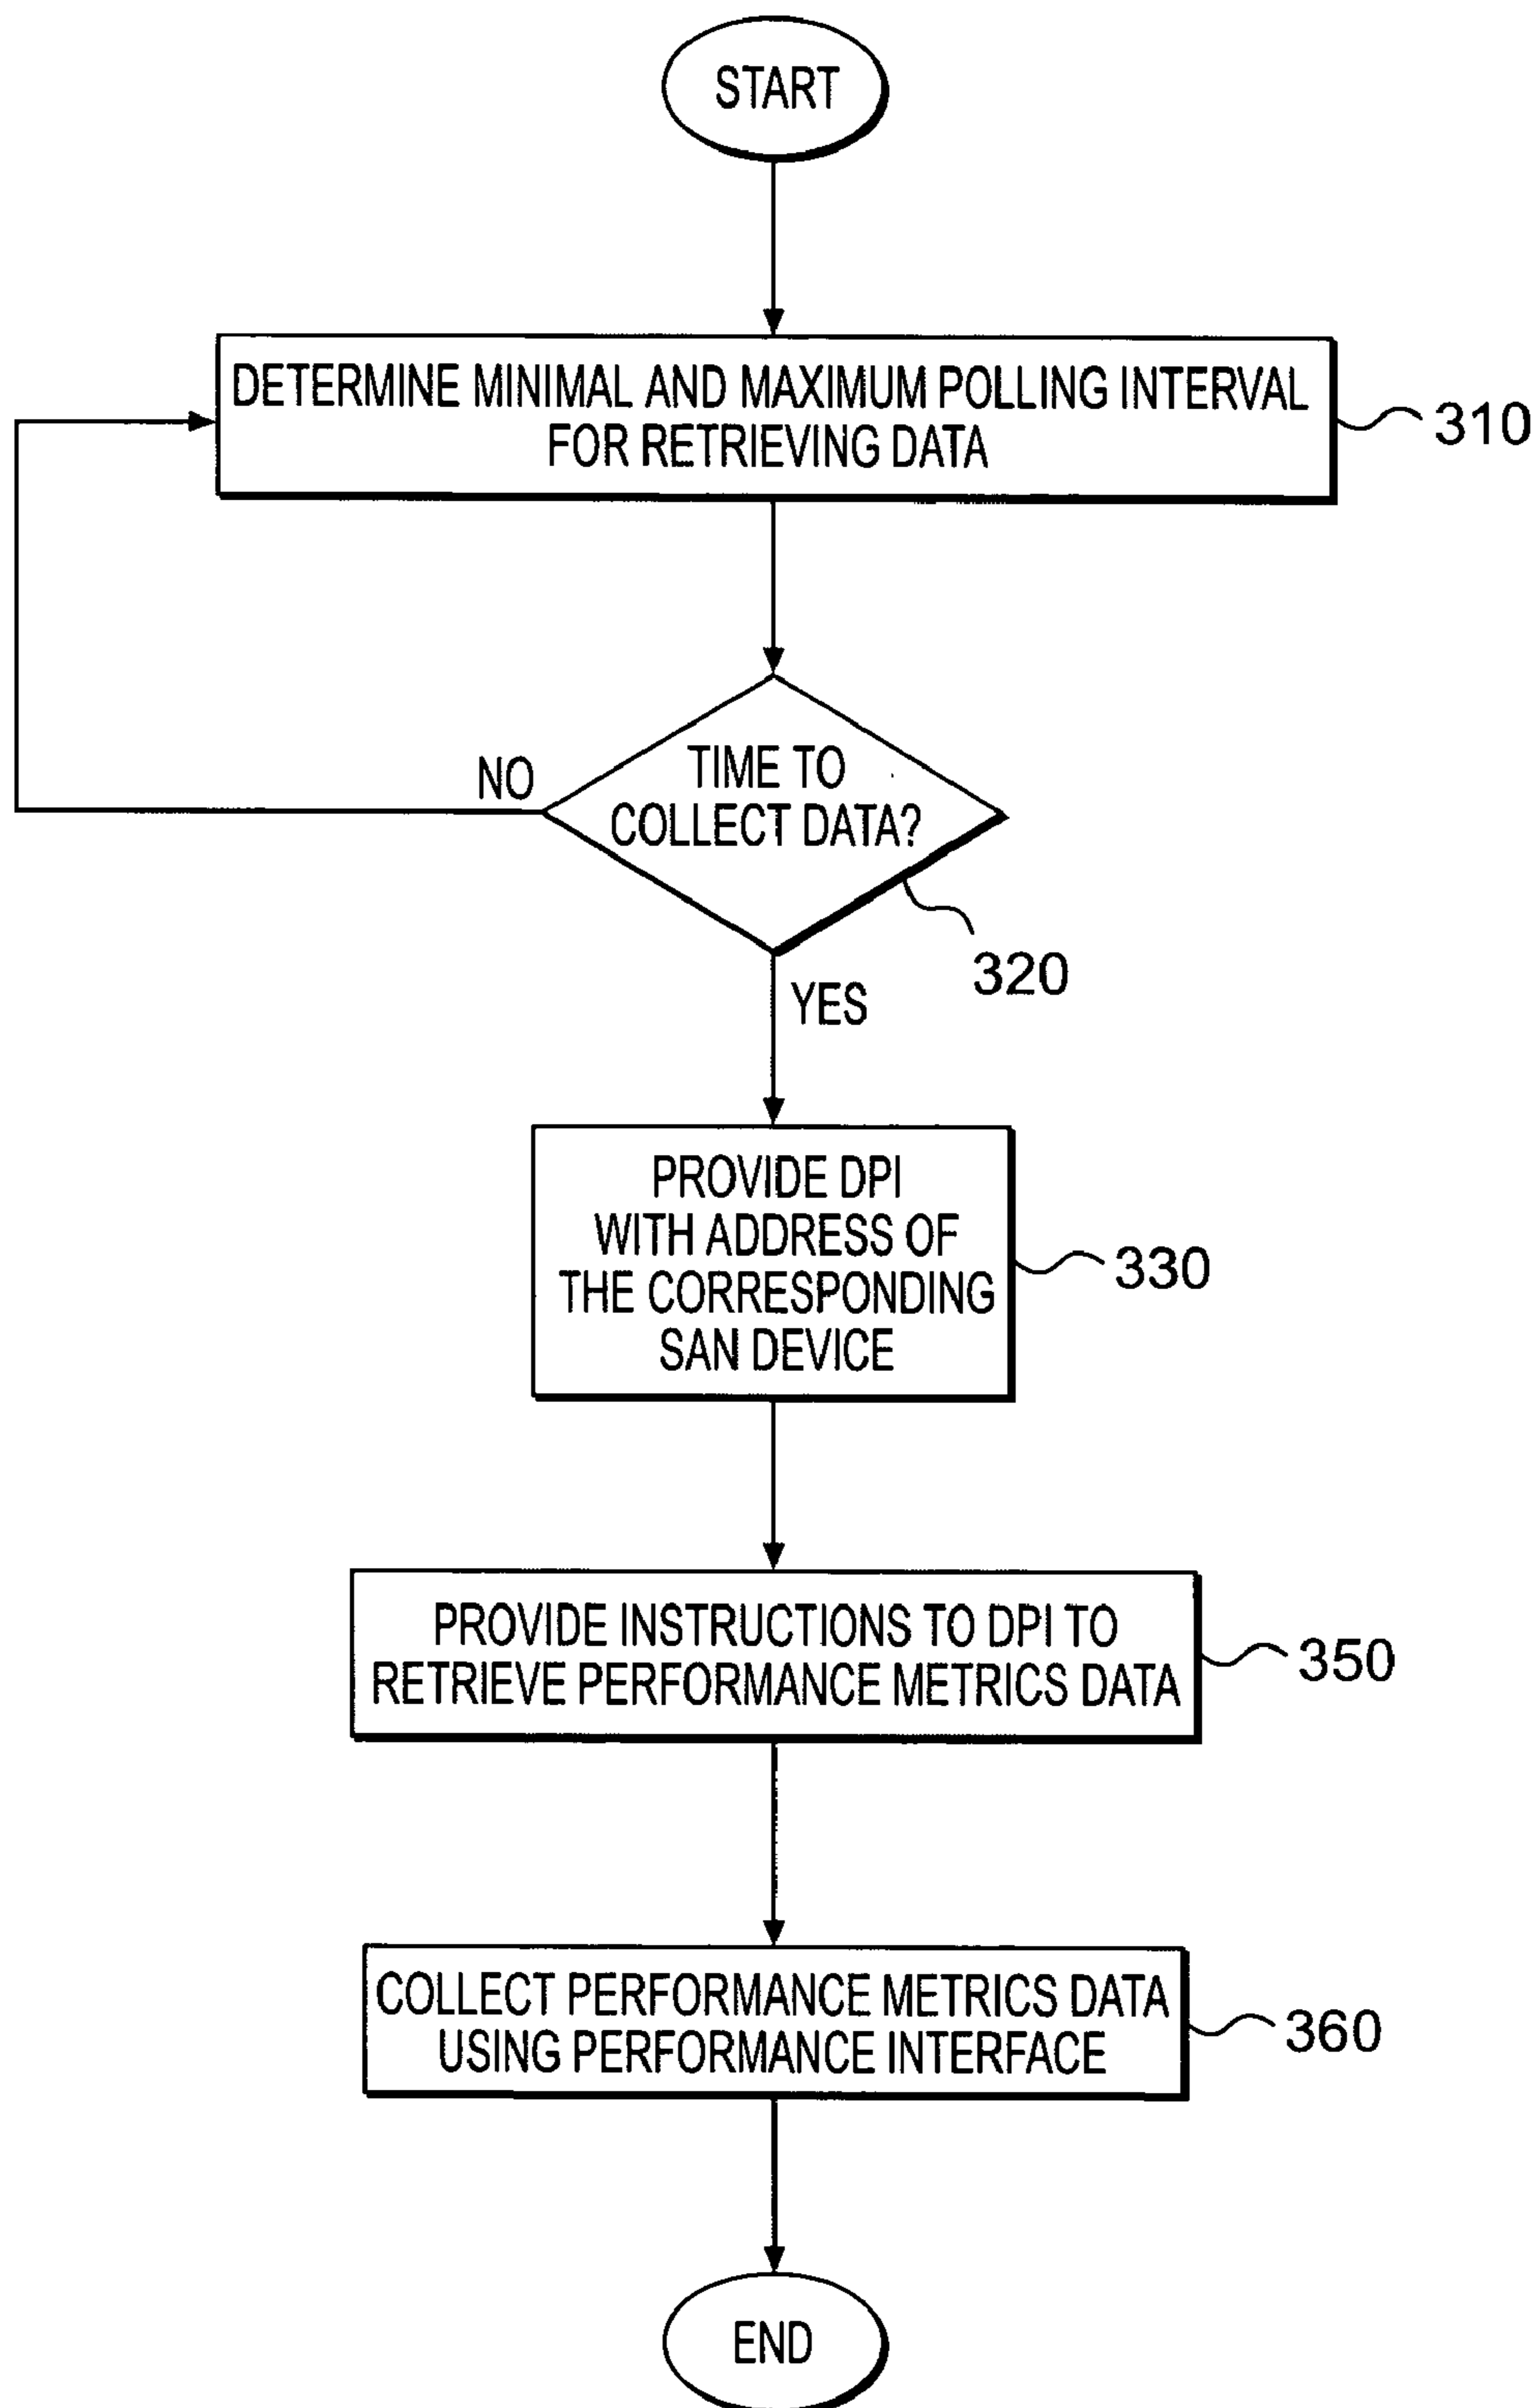 START
DETERMINE MINIMAL AND MAXIMUM POLLING INTERVAL
FOR RETRIEVING DATA
310
NO
TIME TO
COLLECT DATA?
320
YES
PROVIDE DPI
WITH ADDRESS OF
THE CORRESPONDING
SAN DEVICE
330
PROVIDE INSTRUCTIONS TO DPI TO
RETRIEVE PERFORMANCE METRICS DATA
350
COLLECT PERFORMANCE METRICS DATA
USING PERFORMANCE INTERFACE
360
END